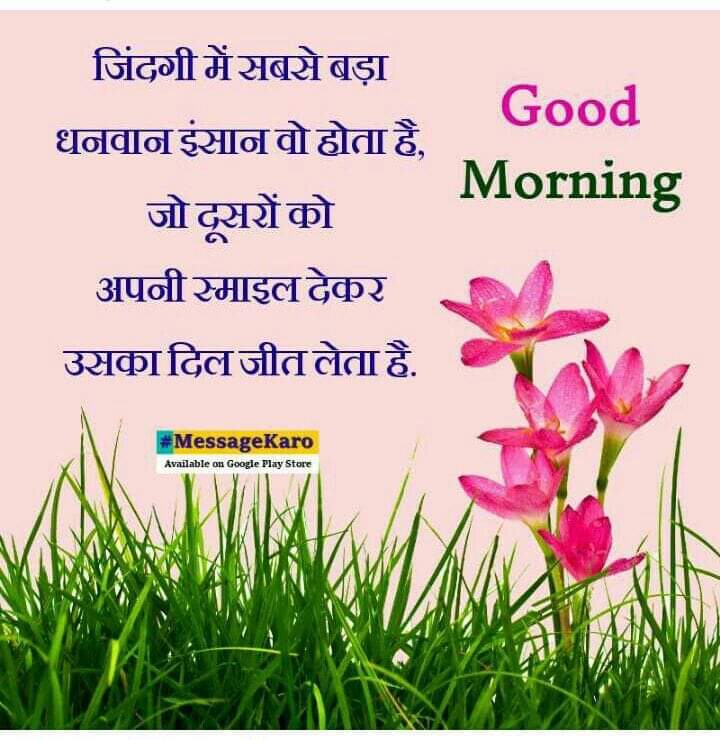 जिंदगी में सबसे बड़ा
धनवान इंसान वो होता है,
जो दूसरों को
अपनी स्माइल देकर
उसका दिल जीत लेता है.
Good
Morning
#MessageKaro
Available on Google Play Store